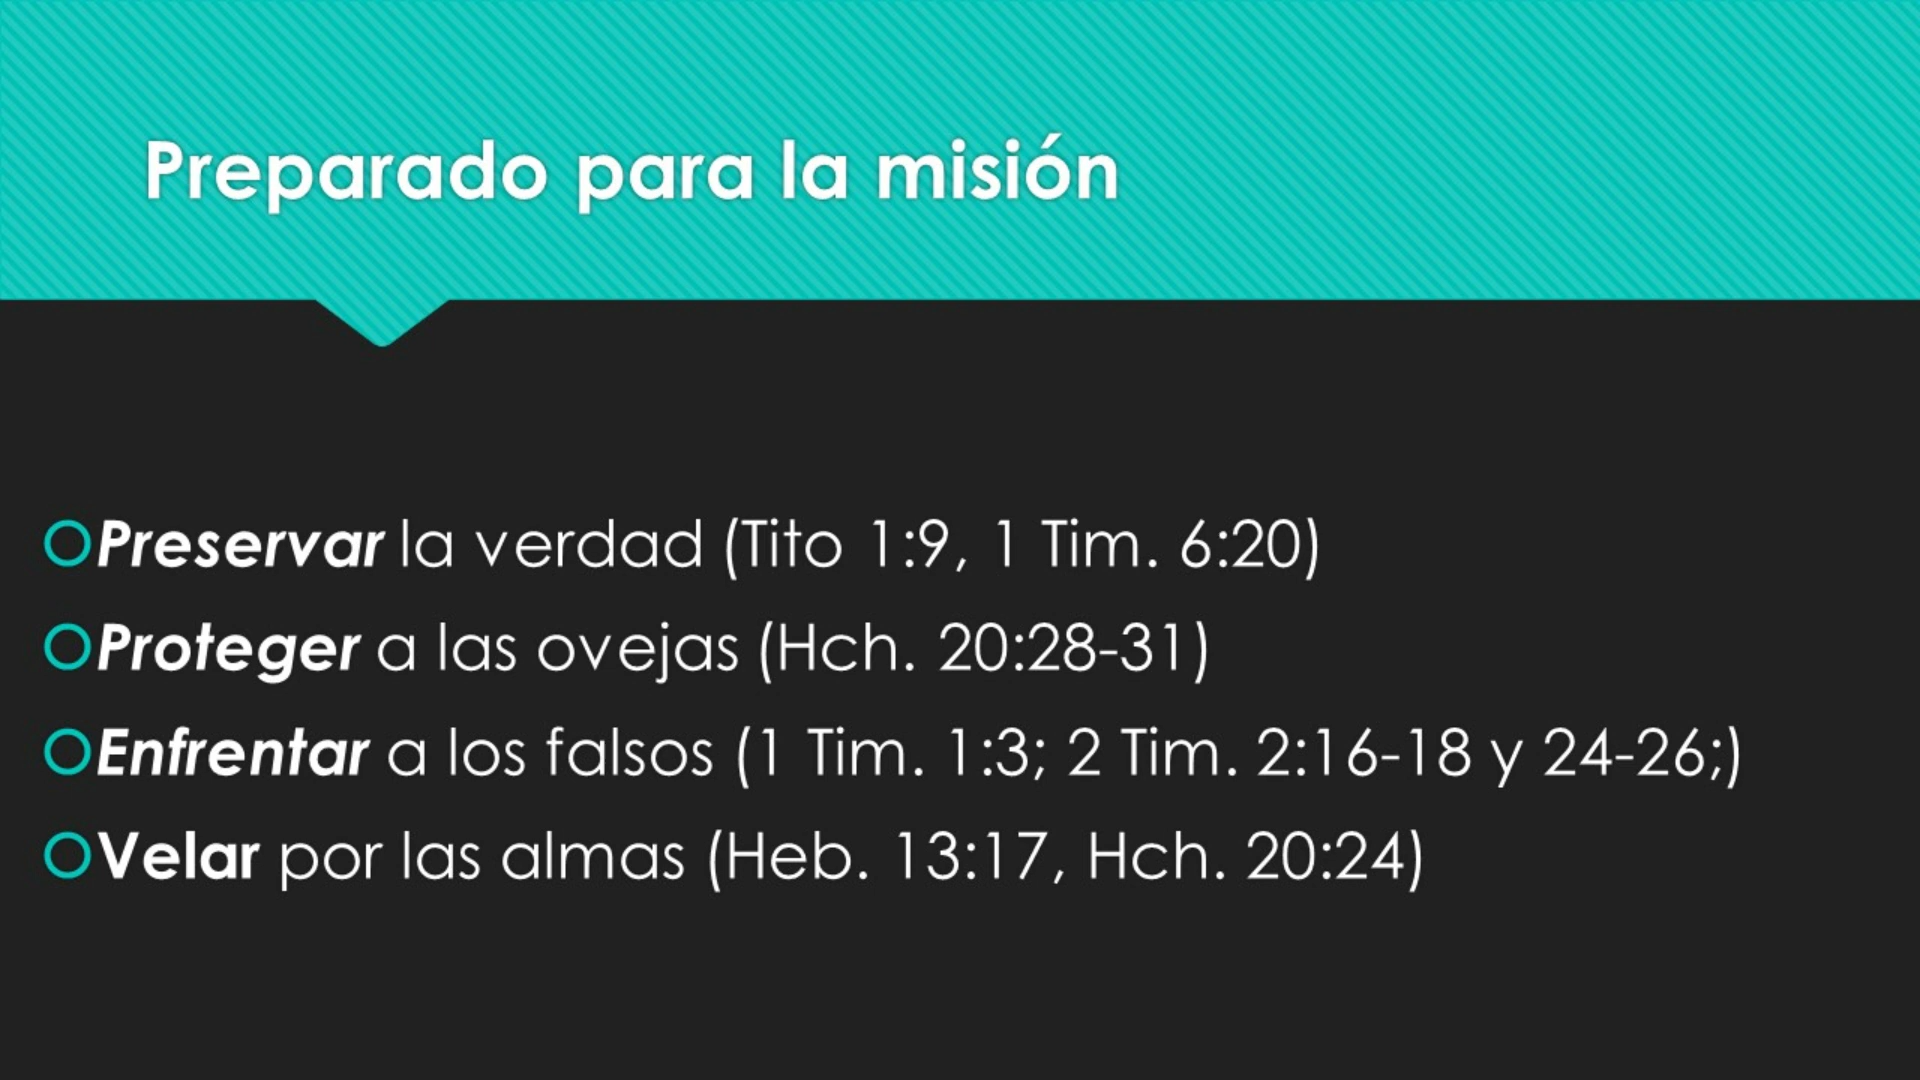 Preparado para la misión
Preservar la verdad (Tito 1:9, 1 Tim. 6:20)
Proteger a las ovejas (Hch. 20:28-31)
Enfrentar a los falsos (1 Tim. 1:3; 2 Tim. 2:16-18 y 24-26;)
Velar por las almas (Heb. 13:17, Hch. 20:24)